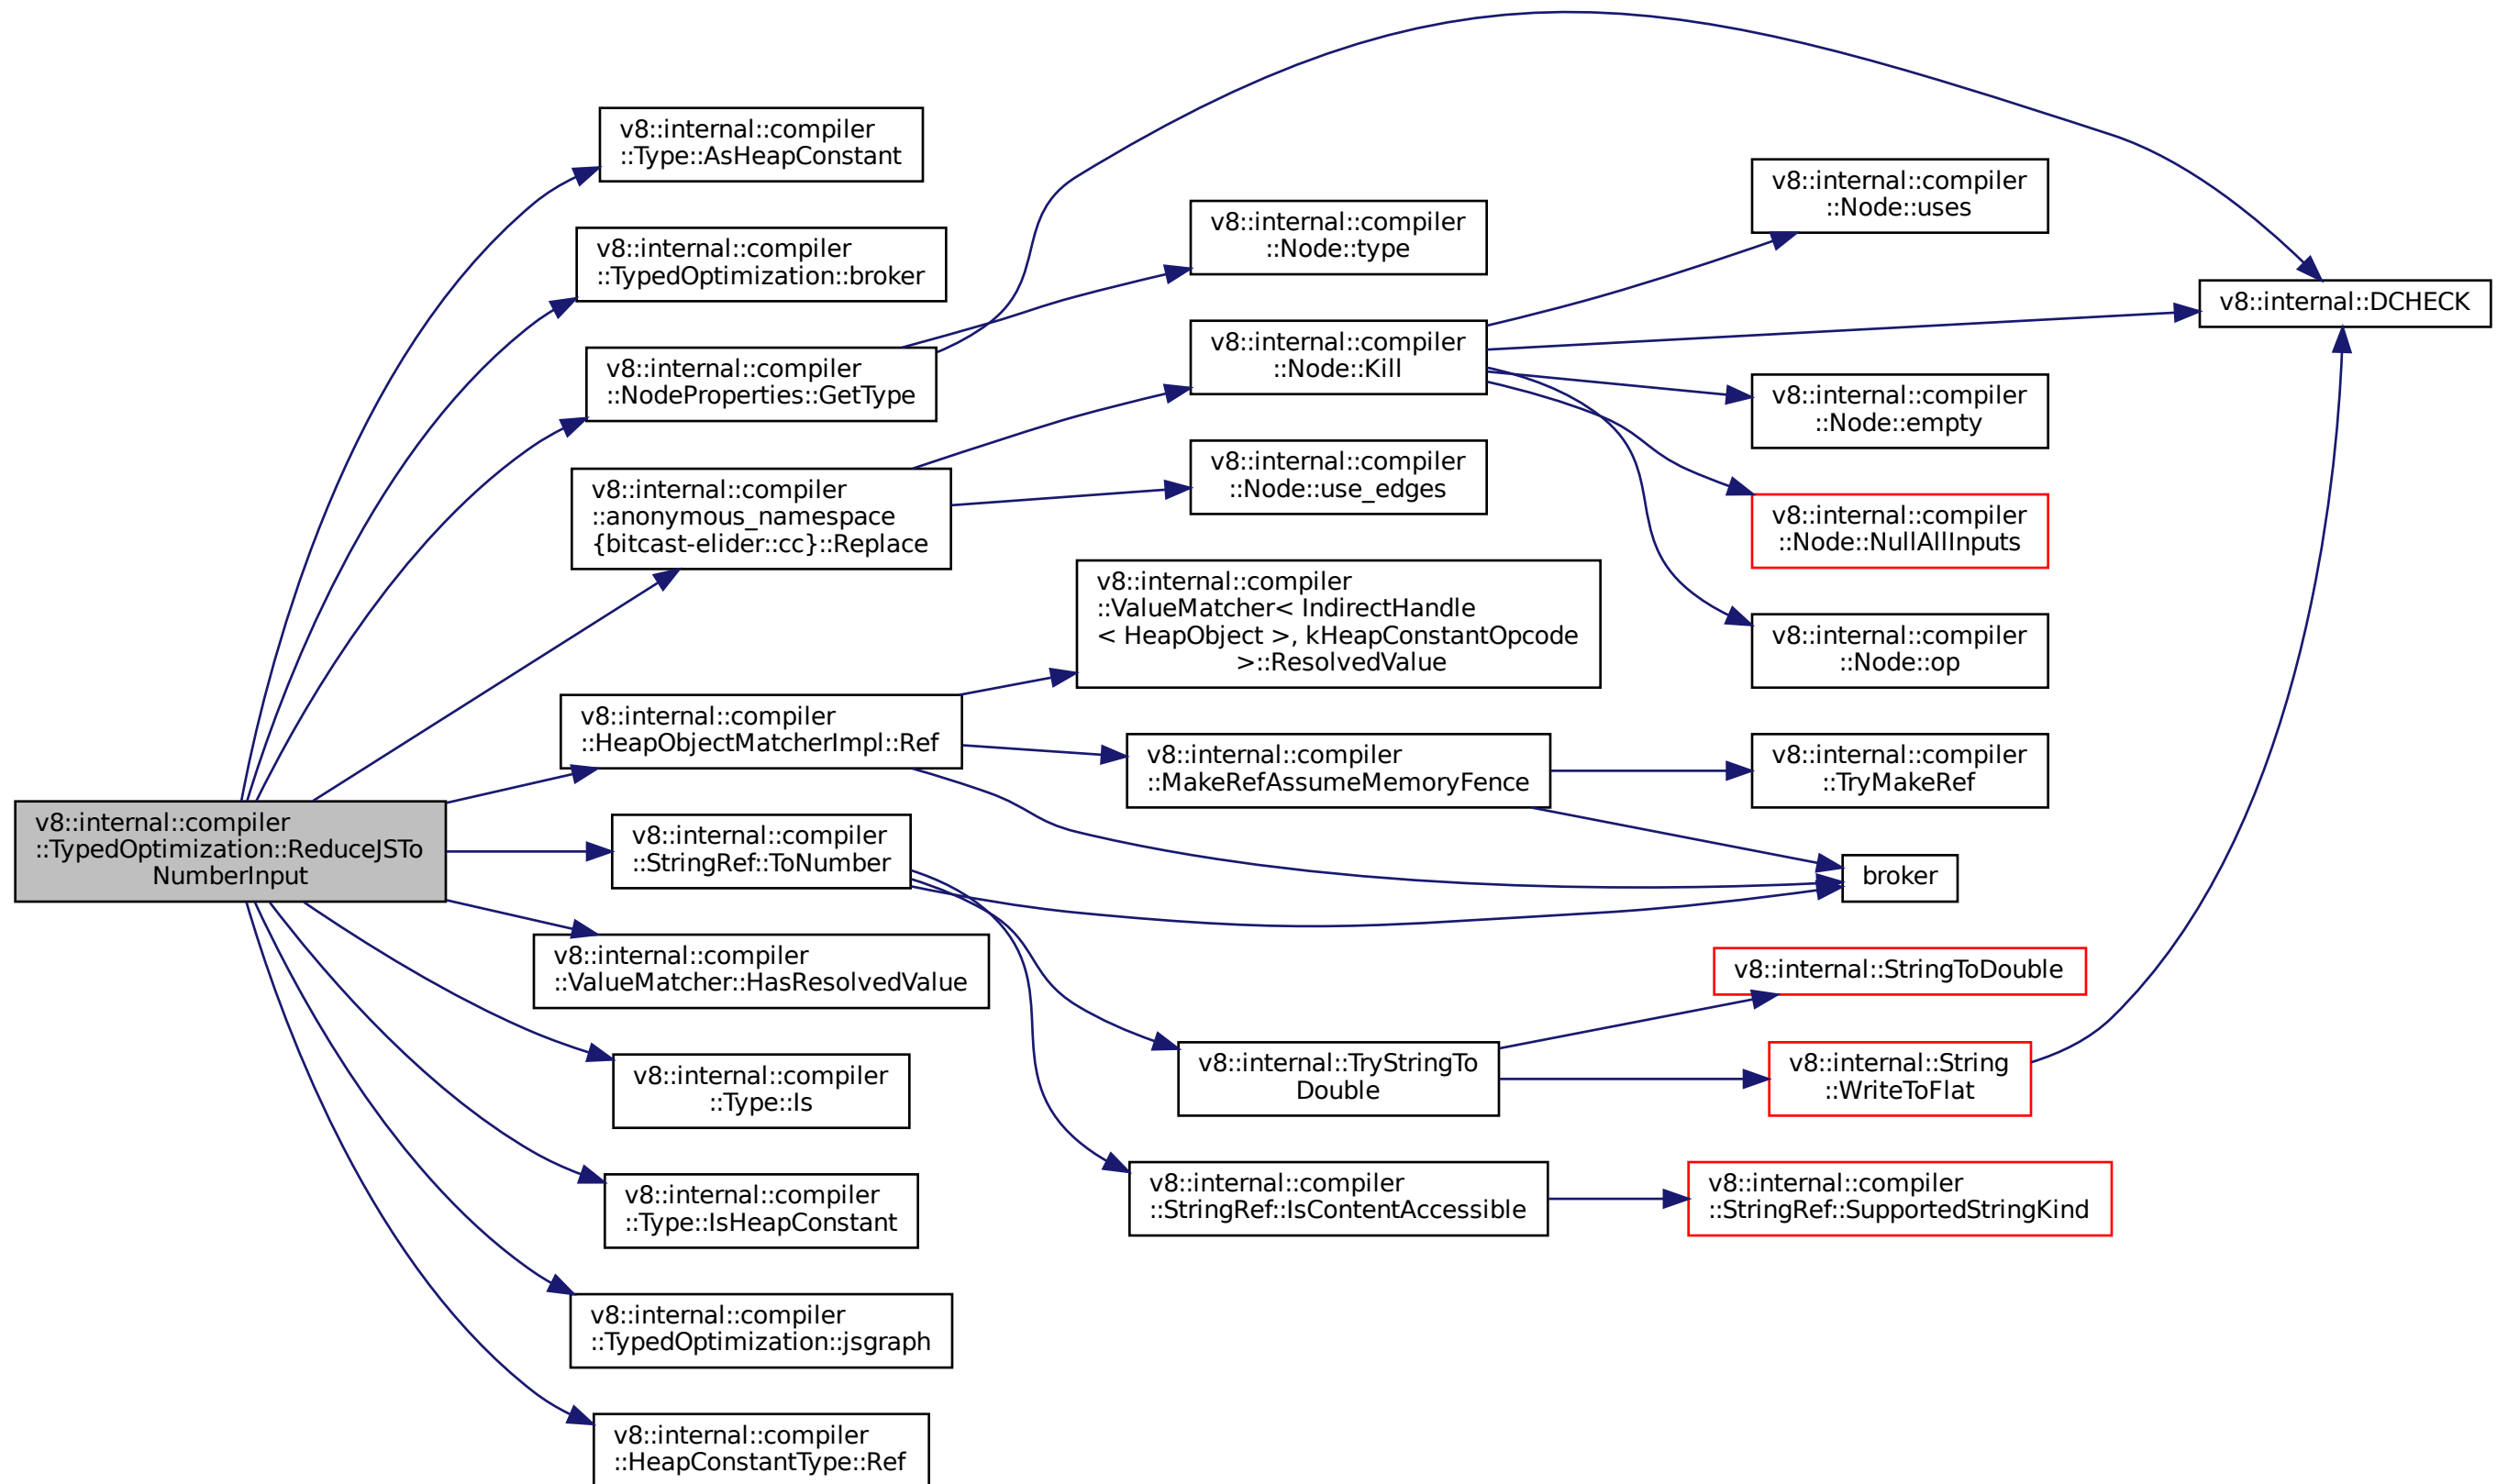 v8::internal::compiler
::TypedOptimization::ReduceJSTo
NumberInput
v8::internal::compiler
::Type::AsHeapConstant
v8::internal::compiler
::TypedOptimization::broker
v8::internal::compiler
::NodeProperties::GetType
v8::internal::compiler
::anonymous_namespace
{bitcast-elider::cc}::Replace
v8::internal::compiler
::HeapObjectMatcherImpl::Ref
v8::internal::compiler
::StringRef::ToNumber
v8::internal::compiler
::ValueMatcher::HasResolvedValue
v8::internal::compiler
::Type::Is
v8::internal::compiler
::Type::IsHeapConstant
v8::internal::compiler
::TypedOptimization::jsgraph
v8::internal::compiler
::HeapConstantType::Ref
v8::internal::compiler
::Node::type
v8::internal::compiler
::Node::Kill
v8::internal::compiler
::Node::use_edges
v8::internal::compiler
::ValueMatcher< IndirectHandle
< HeapObject >, kHeapConstantOpcode
>::ResolvedValue
v8::internal::compiler
::MakeRefAssumeMemoryFence
v8::internal::TryStringTo
Double
v8::internal::compiler
::StringRef::IsContentAccessible
v8::internal::compiler
::Node::uses
v8::internal::compiler
::Node::empty
v8::internal::compiler
::Node::NullAllInputs
v8::internal::compiler
::Node::op
v8::internal::compiler
::TryMakeRef
broker
v8::internal::StringToDouble
v8::internal::String
::WriteToFlat
v8::internal::compiler
::StringRef::SupportedStringKind
v8::internal::DCHECK